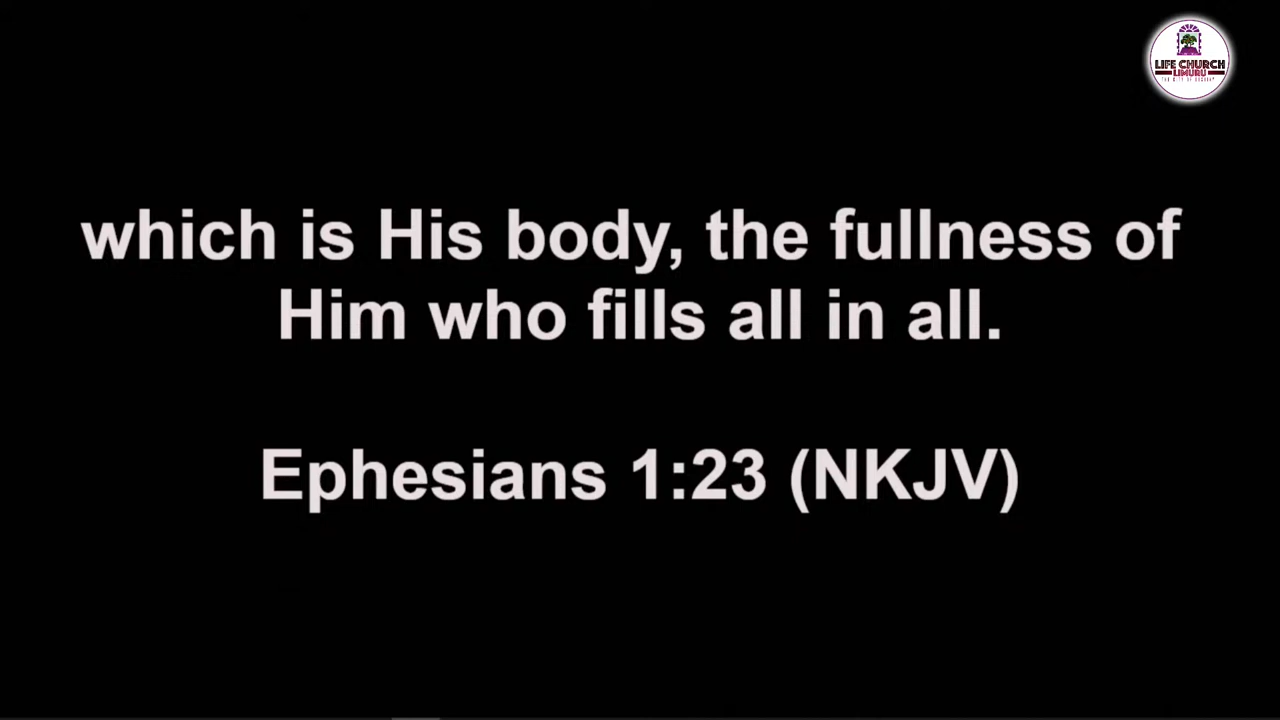 LIFE CHURCH
LIMURU
which is His body, the fullness of
Him who fills all in all.
Ephesians 1:23 (NKJV)